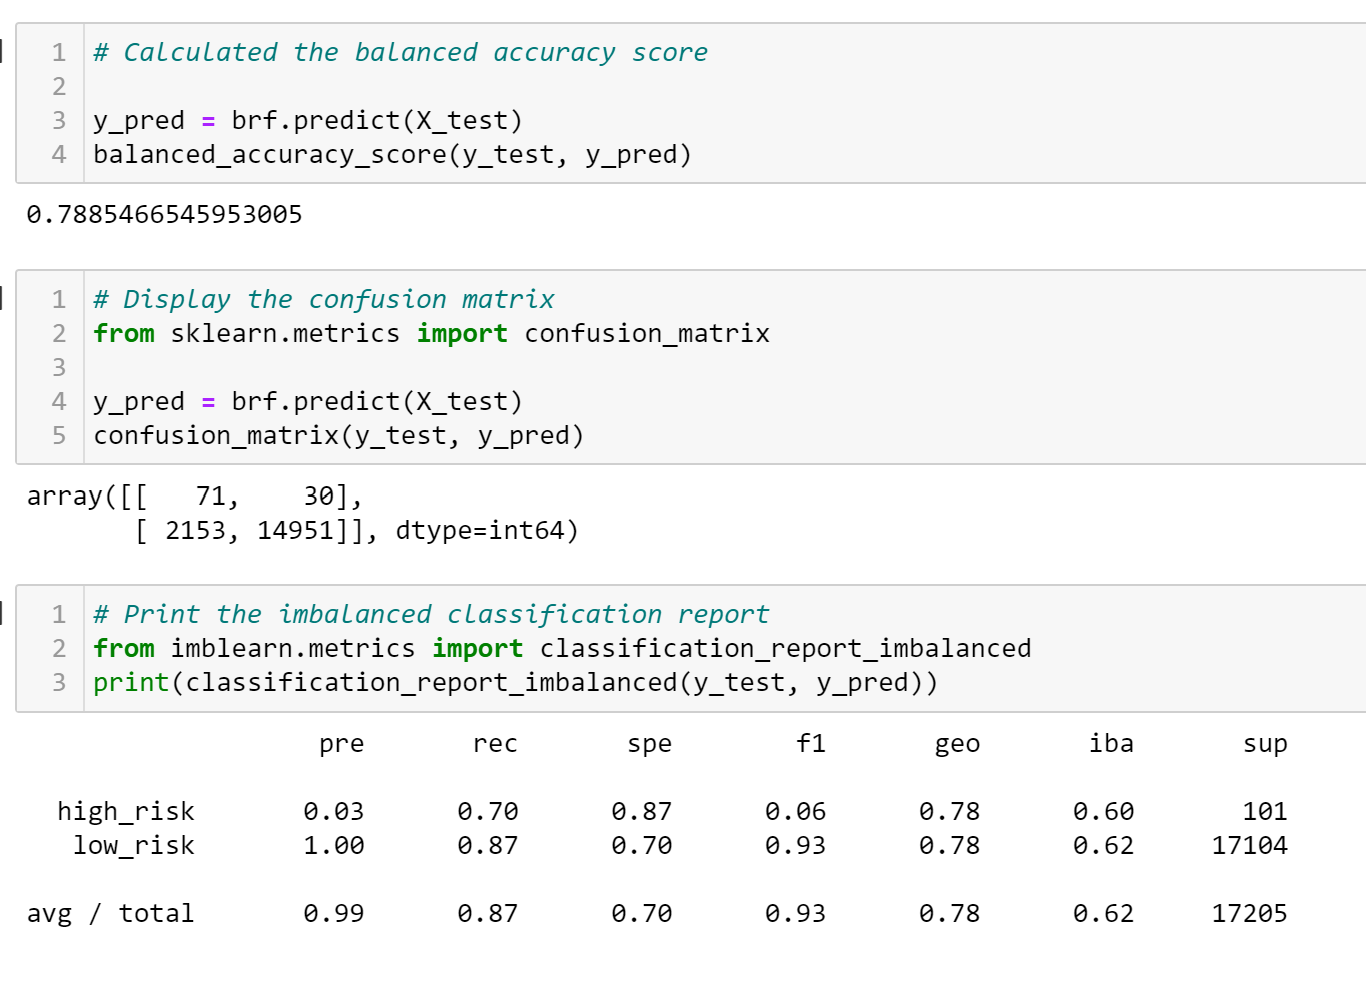 1 # Calculated the balanced accuracy score
2
3 y_pred = brf.predict(X_test)
4 balanced_accuracy_score(y_test, y_pred)
0.7885466545953005
1 # Display the confusion matrix
2 from sklearn.metrics import confusion_matrix
3
4 y_pred = brf.predict(X_test)
5 confusion_matrix(y_test, y_pred)
array([[   71,    30],
       [ 2153, 14951]], dtype=int64)
1 # Print the imbalanced classification report
2 from imblearn.metrics import classification_report_imbalanced
3 print(classification_report_imbalanced(y_test, y_pred))
                   pre       rec       spe        f1       geo       iba       sup
  high_risk       0.03      0.70      0.87      0.06      0.78      0.60       101
   low_risk       1.00      0.87      0.70      0.93      0.78      0.62     17104
avg / total       0.99      0.87      0.70      0.93      0.78      0.62     17205